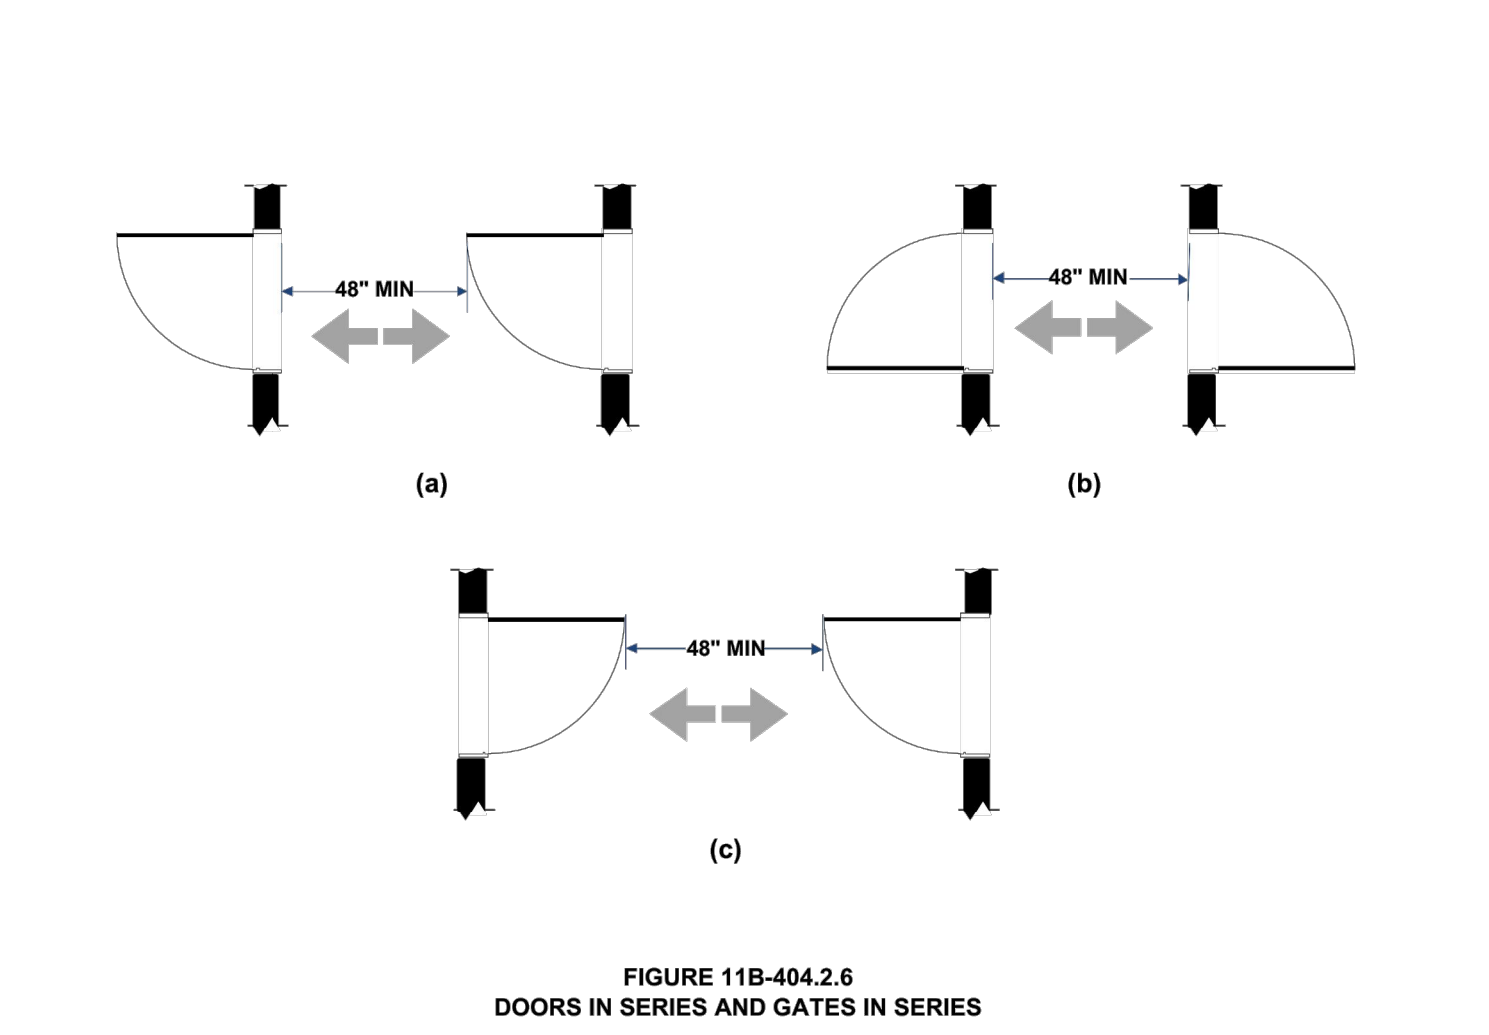 48" MIN
48" MIN
(a)
(b)
48" MIN
(c)
FIGURE 11B-404.2.6
DOORS IN SERIES AND GATES IN SERIES